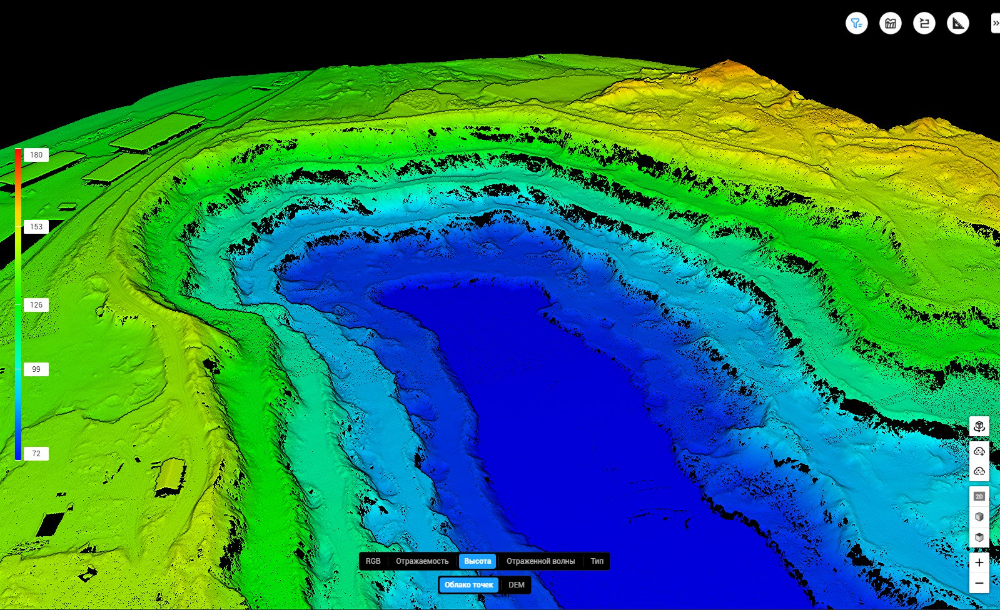 180
153
126
99
72
2D
RGB Отражаемость Высота Отраженной волны Тип
Облако точек DEM